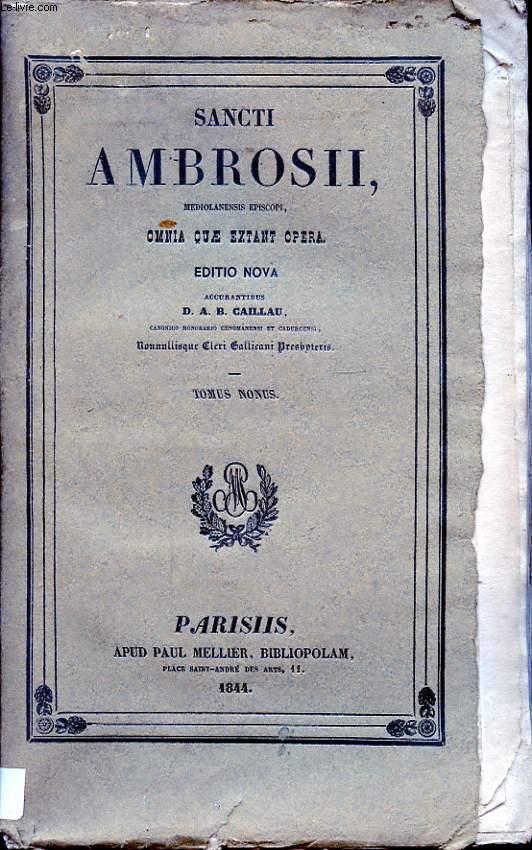 Le-livre.com
SANCTI
AMBROSII,
MEDIOLANENSIS EPISCOPI,
OMNIA QUÆ EXTANT OPERA.
EDITIO NOVA
ACCURANTIBUS
D. A. B. CAILLAU,
CANONICO HONORARIO CENOMANENSI ET CADURCENSI,
Nonnullisque Cleri Gallicani Presbyteris.
TOMUS NONUS.
PARISIIS,
APUD PAUL MELLIER, BIBLIOPOLAM,
PLACE SAINT-ANDRÉ DES ARTS, 11.
1844.